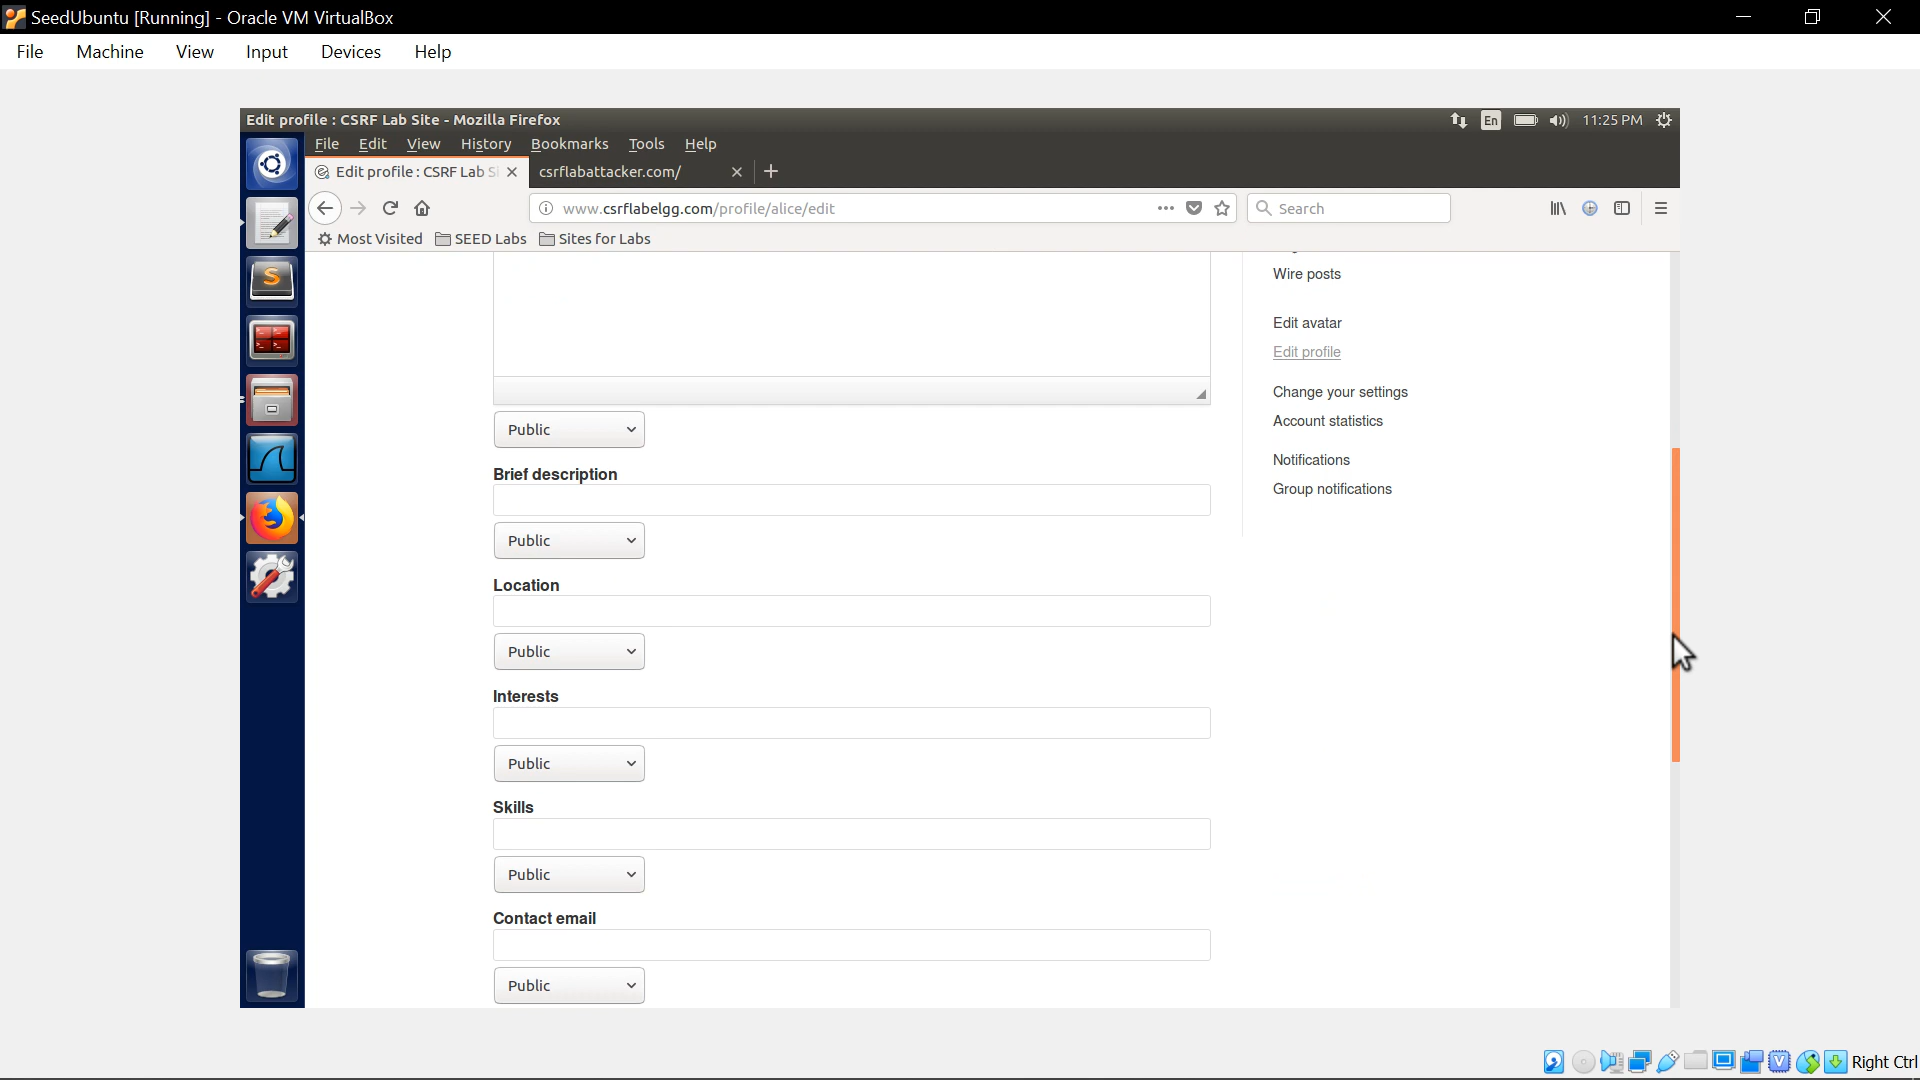 SeedUbuntu [Running] - Oracle VM VirtualBox
File Machine View Input Devices Help
Edit profile : CSRF Lab Site - Mozilla Firefox
En 11:25 PM
File Edit View History Bookmarks Tools Help
Edit profile : CSRF Lab Si
csrflabattacker.com/
www.csrflabelgg.com/profile/alice/edit
Search
Most Visited SEED Labs Sites for Labs
Wire posts
Edit avatar
Edit profile
Change your settings
Account statistics
Notifications
Group notifications
Public
Brief description
Public
Location
Public
Interests
Public
Skills
Public
Contact email
Public
Right Ctrl